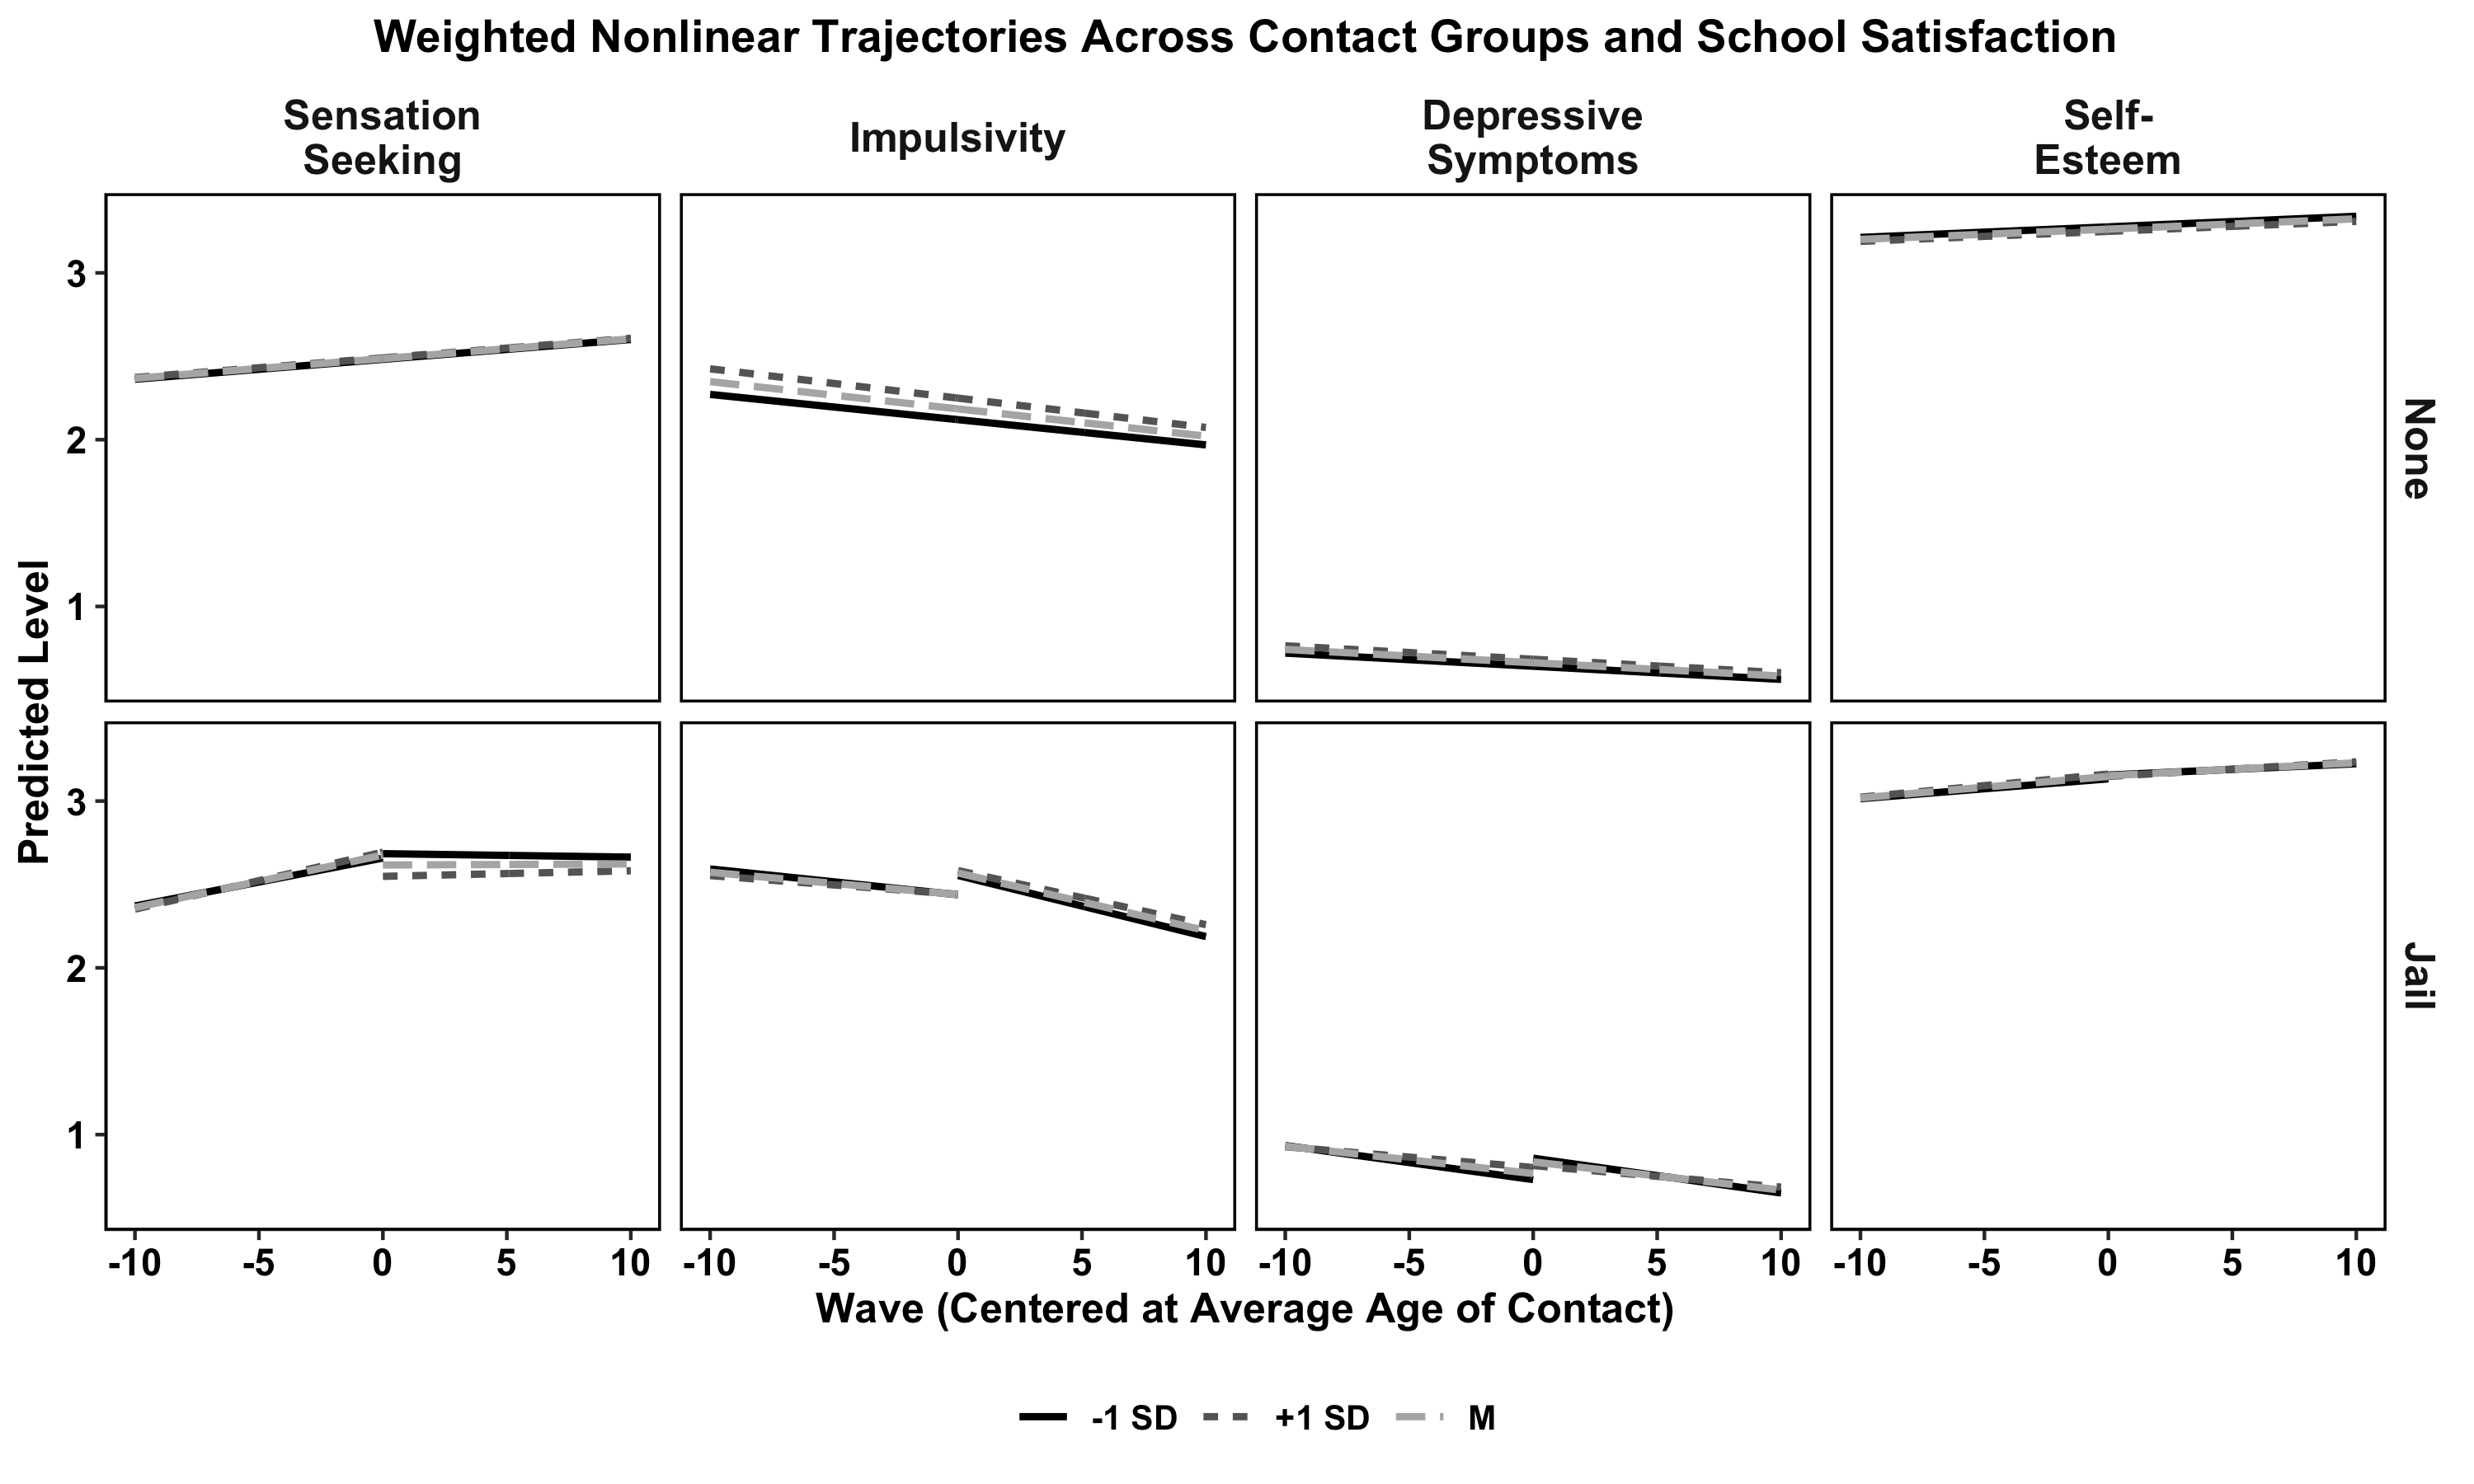 Weighted Nonlinear Trajectories Across Contact Groups and School Satisfaction
Sensation
Seeking
Impulsivity
Depressive
Symptoms
Self-
Esteem
3
2
1
None
Predicted Level
3
2
1
Jail
-10 -5 0 5 10 -10 -5 0 5 10 -10 -5 0 5 10 -10 -5 0 5 10
Wave (Centered at Average Age of Contact)
-1 SD +1 SD M